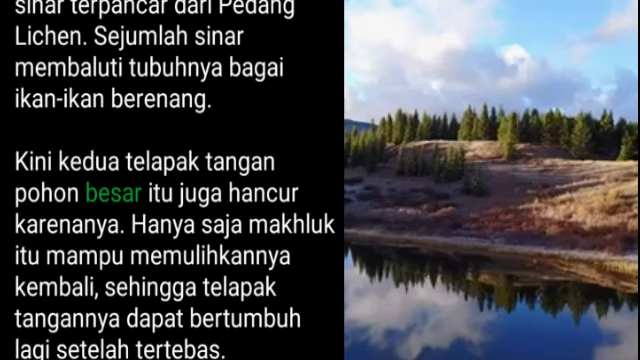 sinar terpancar dari Pedang
Lichen. Sejumlah sinar
membaluti tubuhnya bagai
ikan-ikan berenang.
Kini kedua telapak tangan
pohon besar itu juga hancur
karenanya. Hanya saja makhluk
itu mampu memulihkannya
kembali, sehingga telapak
tangannya dapat bertumbuh
lagi setelah tertebas.